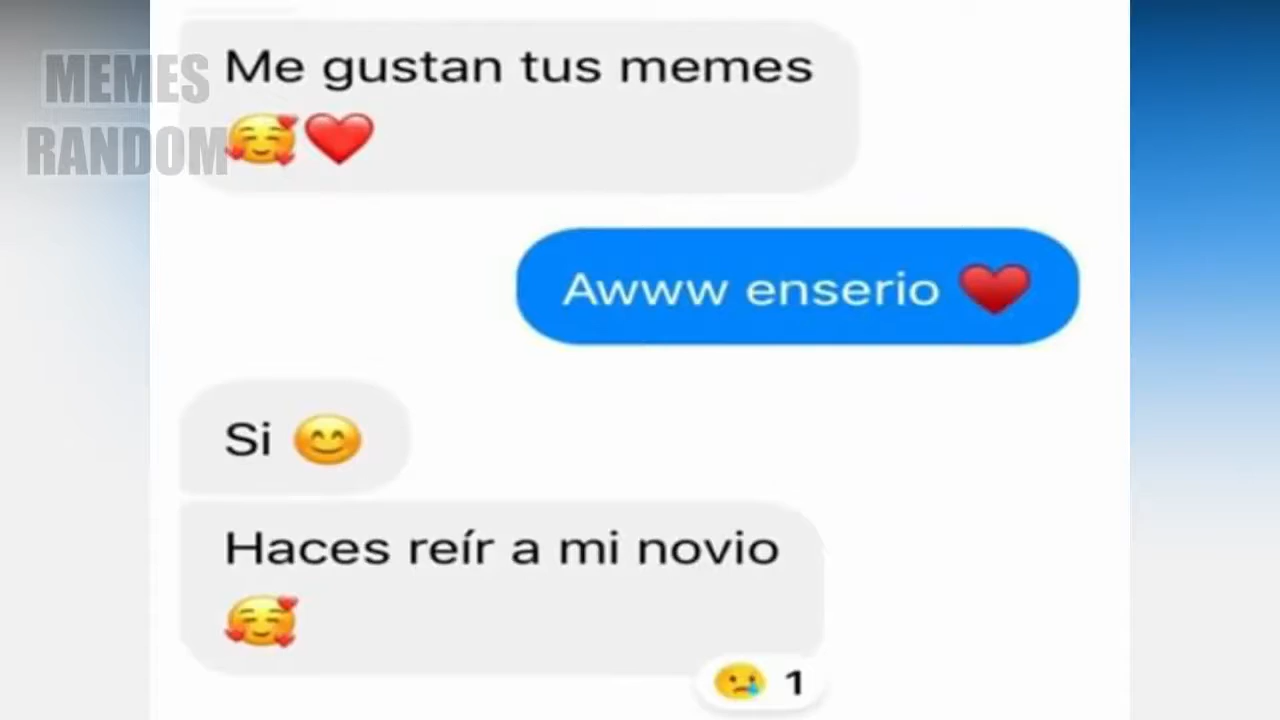 MEMES
RANDOM
Me gustan tus memes
🥰❤️
Awww enserio ❤️
Si 😊
Haces reír a mi novio
🥰
😢 1